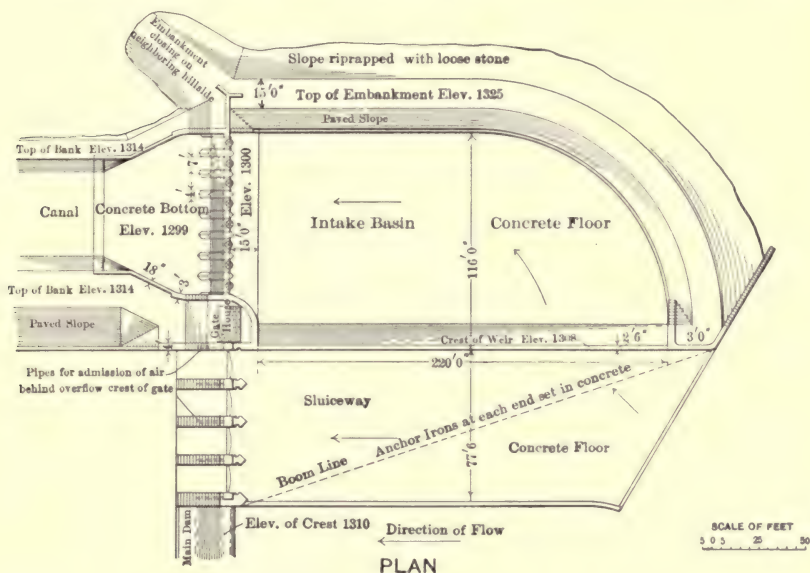 Embankment
closing on
neighboring hillside
Slope riprapped with loose stone
15'0"
Top of Embankment Elev. 1325
Paved Slope
Top of Bank Elev. 1314
7'
4'
Elev. 1300
15'0"
Canal
Concrete Bottom
Elev. 1299
Intake Basin
Concrete Floor
116'0"
18"
3'
Top of Bank Elev. 1314
Paved Slope
Gate
House
Crest of Weir Elev. 1308
2'6"
3'0"
4'
220'0"
Pipes for admission of air
behind overflow crest of gate
Sluiceway
Boom Line
Anchor Irons at each end set in concrete
Concrete Floor
77'6"
Main Dam
Elev. of Crest 1310
Direction of Flow
PLAN
SCALE OF FEET
5 0 5 25 50